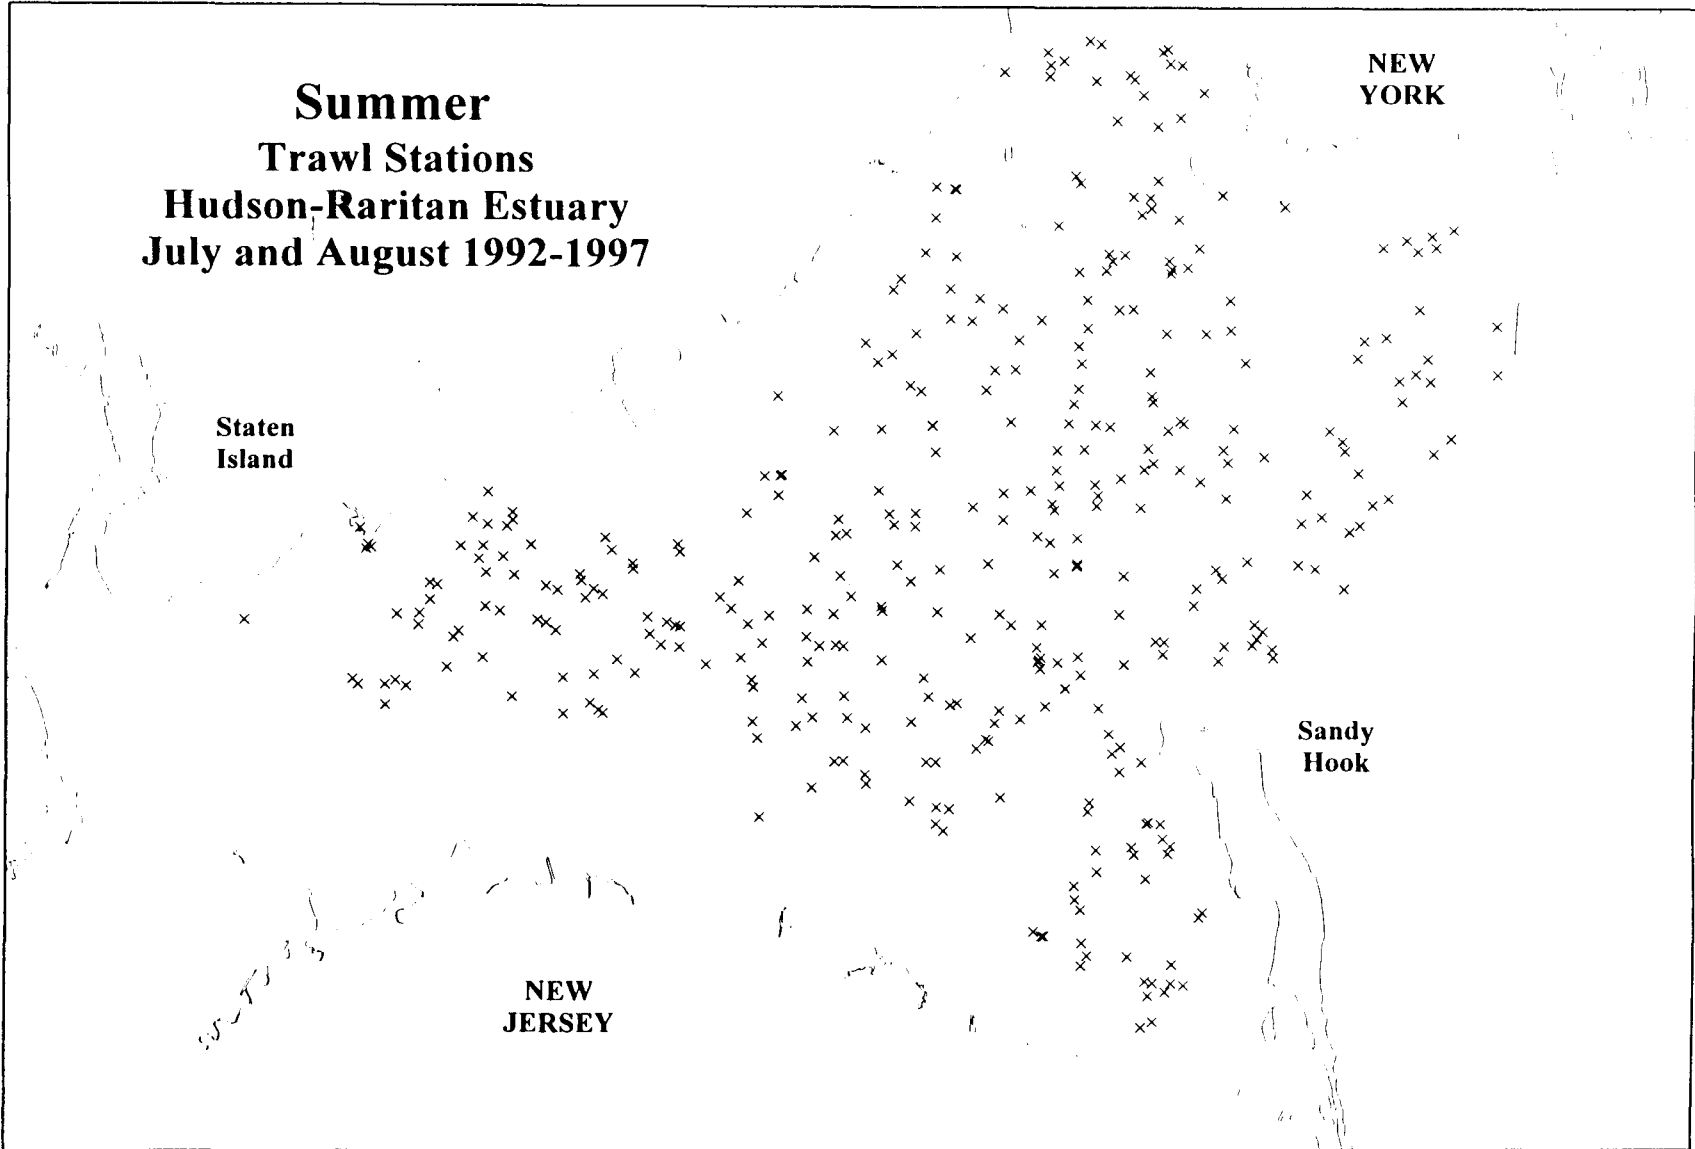 Summer
Trawl Stations
Hudson-Raritan Estuary
July and August 1992-1997
NEW
YORK
Staten
Island
Sandy
Hook
NEW
JERSEY